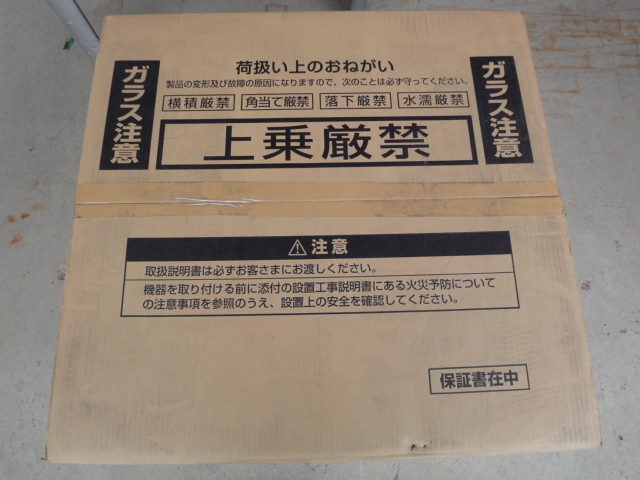 荷扱い上のおねがい
製品の変形及び故障の原因になりますので、次のことは必ず守ってください。
横積厳禁 角当て厳禁 落下厳禁 水濡厳禁
上乗厳禁
ガラス注意
ガラス注意
⚠注意
取扱説明書は必ずお客さまにお渡しください。
機器を取り付ける前に添付の設置工事説明書にある火災予防について
の注意事項を参照のうえ、設置上の安全を確認してください。
保証書在中